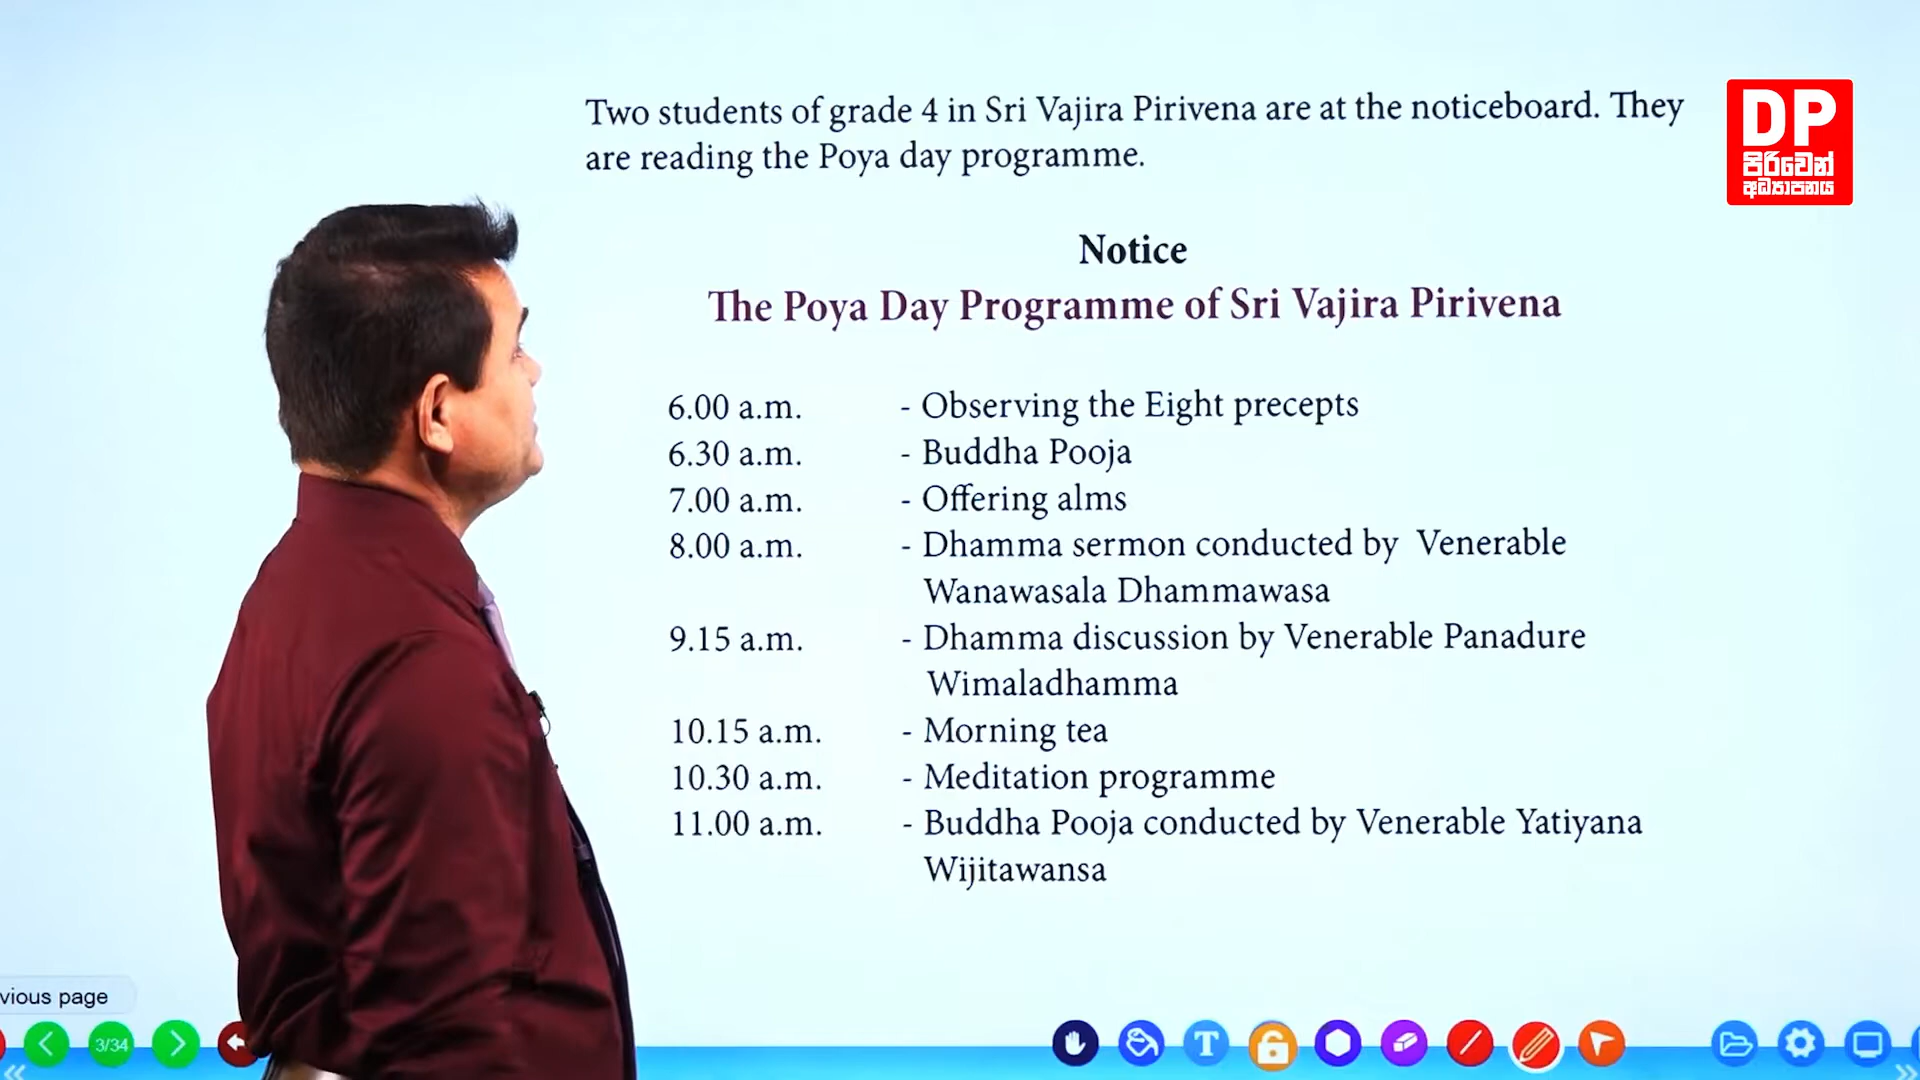 Two students of grade 4 in Sri Vajira Pirivena are at the noticeboard. They
are reading the Poya day programme.
DP
පිරිවෙන්
අධ්‍යාපනය
Notice
The Poya Day Programme of Sri Vajira Pirivena
6.00 a.m. - Observing the Eight precepts
6.30 a.m. - Buddha Pooja
7.00 a.m. - Offering alms
8.00 a.m. - Dhamma sermon conducted by Venerable
Wanawasala Dhammawasa
9.15 a.m. - Dhamma discussion by Venerable Panadure
Wimaladhamma
10.15 a.m. - Morning tea
10.30 a.m. - Meditation programme
11.00 a.m. - Buddha Pooja conducted by Venerable Yatiyana
Wijitawansa
vious page
3/34
T